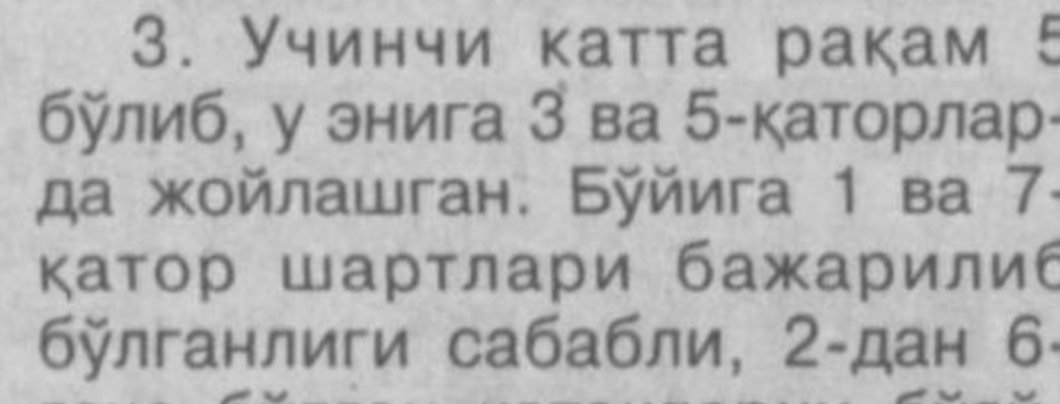 3. Учинчи катта рақам 5
бўлиб, у энига 3 ва 5-қаторлар-
да жойлашган. Бўйига 1 ва 7-
қатор шартлари бажарилиб
бўлганлиги сабабли, 2-дан 6-